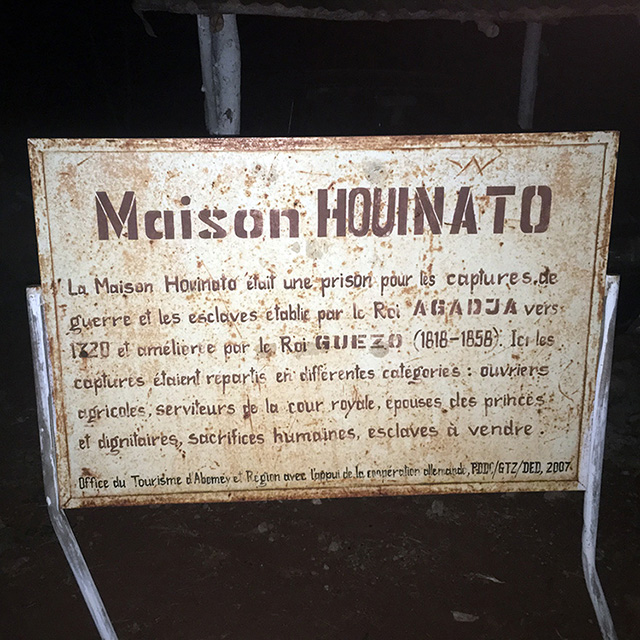 Maison HOUINATO
La Maison Houinato était une prison pour les captures de
guerre et les esclaves etablie par le Roi AGADJA vers
1720 et améliorée par le Roi GUEZO (1818-1858). Ici les
captures étaient repartis en différentes catégories : ouvriers
agricoles, serviteurs de la cour royale, epouses des princes
et dignitaires, sacrifices humaines, esclaves à vendre.
Office du Tourisme d'Abomey et Région avec l'appui de la coopération allemande, PDDC/GTZ/DED, 2007.